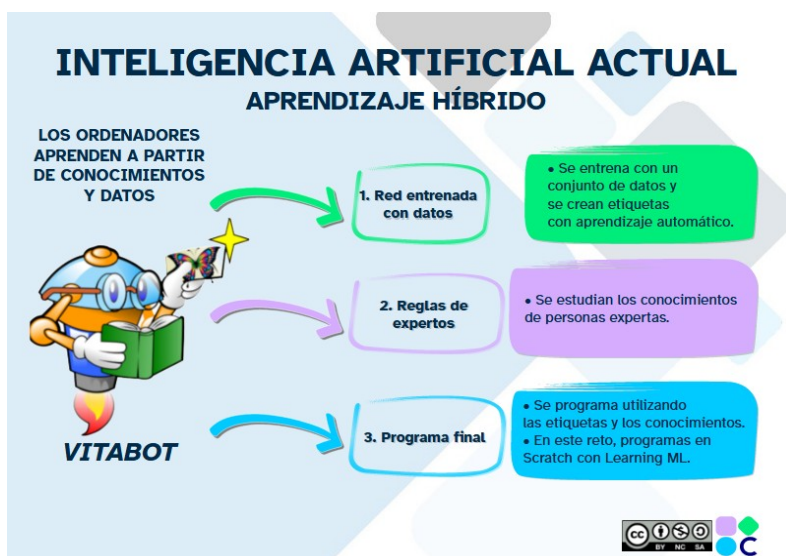 INTELIGENCIA ARTIFICIAL ACTUAL
APRENDIZAJE HÍBRIDO
LOS ORDENADORES
APRENDEN A PARTIR
DE CONOCIMIENTOS
Y DATOS
VITABOT
1. Red entrenada
con datos
• Se entrena con un
conjunto de datos y
se crean etiquetas
con aprendizaje automático.
2. Reglas de
expertos
• Se estudian los conocimientos
de personas expertas.
3. Programa final
• Se programa utilizando
las etiquetas y los conocimientos.
• En este reto, programas en
Scratch con Learning ML.
cc
BY NC SA
C